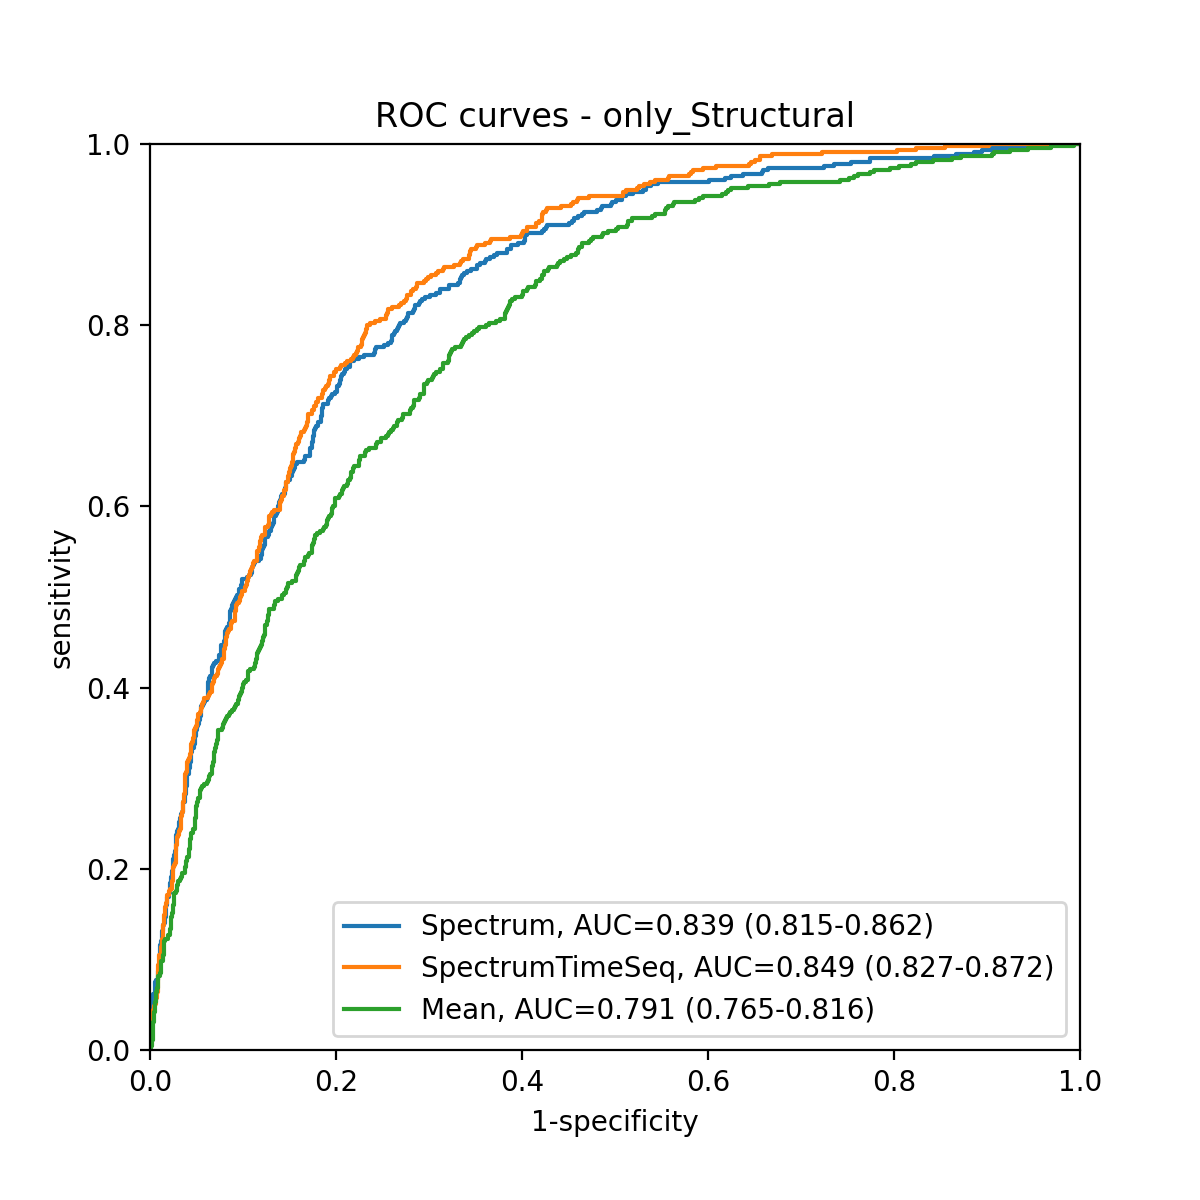 ROC curves - only_Structural
1.0
0.8
0.6
0.4
0.2
0.0
sensitivity
Spectrum, AUC=0.839 (0.815-0.862)
SpectrumTimeSeq, AUC=0.849 (0.827-0.872)
Mean, AUC=0.791 (0.765-0.816)
0.0 0.2 0.4 0.6 0.8 1.0
1-specificity